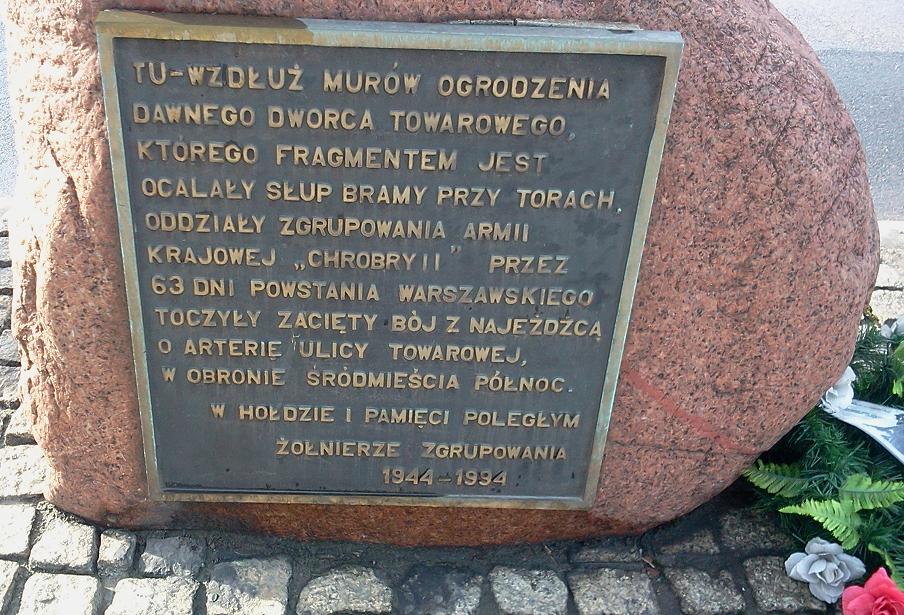 TU-WZDŁUŻ MURÓW OGRODZENIA
DAWNEGO DWORCA TOWAROWEGO,
KTÓREGO FRAGMENTEM JEST
OCALAŁY SŁUP BRAMY PRZY TORACH.
ODDZIAŁY ZGRUPOWANIA ARMII
KRAJOWEJ „CHROBRY II” PRZEZ
63 DNI POWSTANIA WARSZAWSKIEGO
TOCZYŁY ZACIĘTY BÓJ Z NAJEŹDŹCĄ
O ARTERIĘ ULICY TOWAROWEJ,
W OBRONIE ŚRÓDMIEŚCIA PÓŁNOC.
W HOŁDZIE I PAMIĘCI POLEGŁYM
ŻOŁNIERZE ZGRUPOWANIA
1944-1994